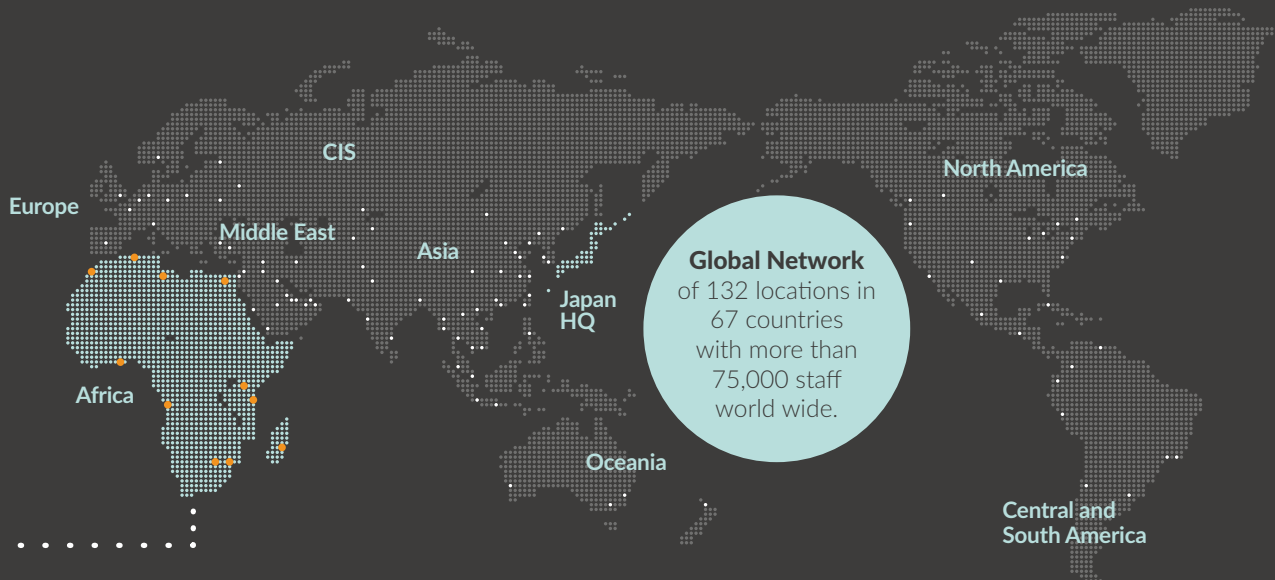 CIS
North America
Europe
Middle East
Asia
Global Network
of 132 locations in
67 countries
with more than
75,000 staff
world wide.
Japan
HQ
Africa
Oceania
Central and
South America